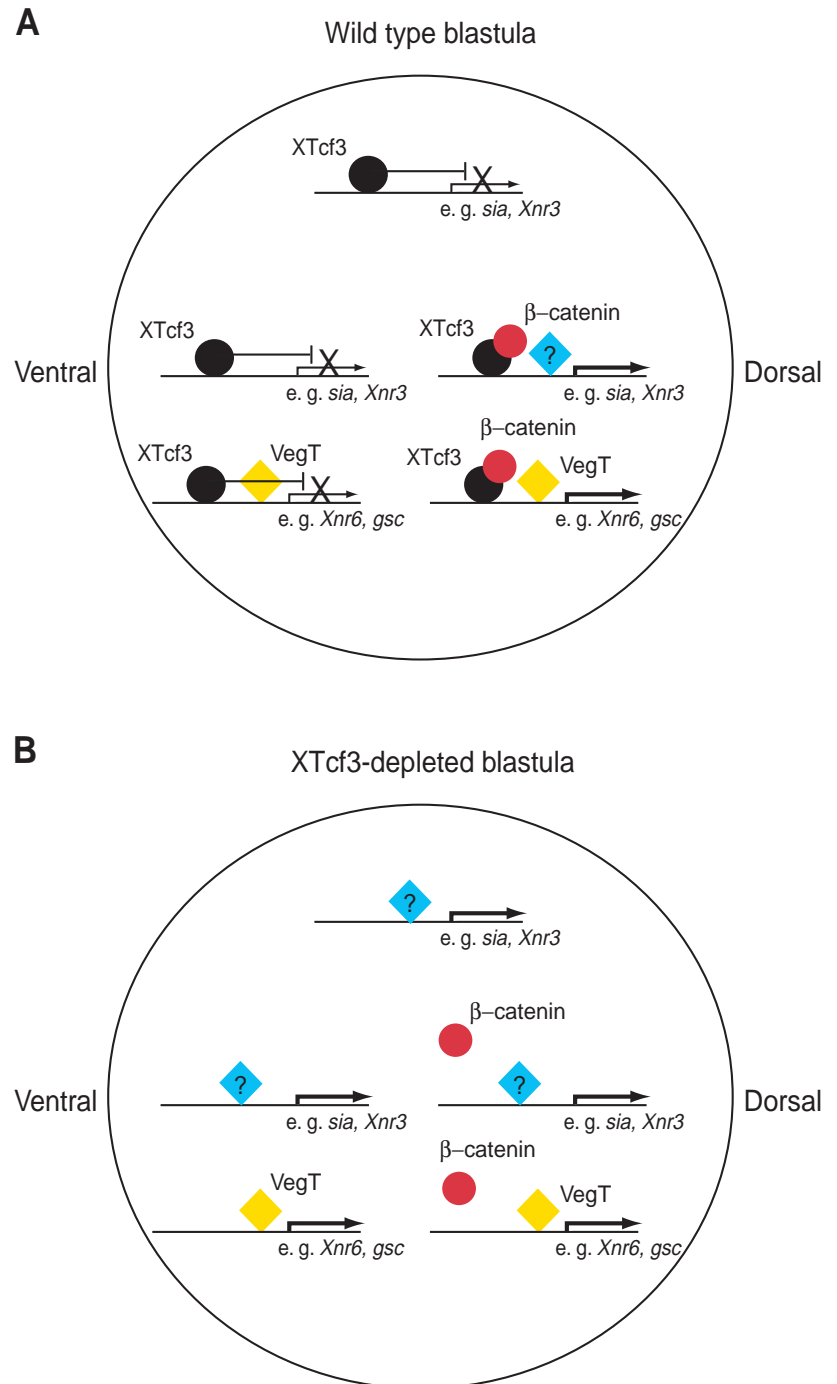 A
Wild type blastula
XTcf3
X
e. g. sia, Xnr3
β–catenin
XTcf3
XTcf3
?
X
Ventral
Dorsal
e. g. sia, Xnr3
e. g. sia, Xnr3
β–catenin
XTcf3
VegT
XTcf3
VegT
X
e. g. Xnr6, gsc
e. g. Xnr6, gsc
B
XTcf3-depleted blastula
?
e. g. sia, Xnr3
β–catenin
?
?
Ventral
Dorsal
e. g. sia, Xnr3
e. g. sia, Xnr3
β–catenin
VegT
VegT
e. g. Xnr6, gsc
e. g. Xnr6, gsc